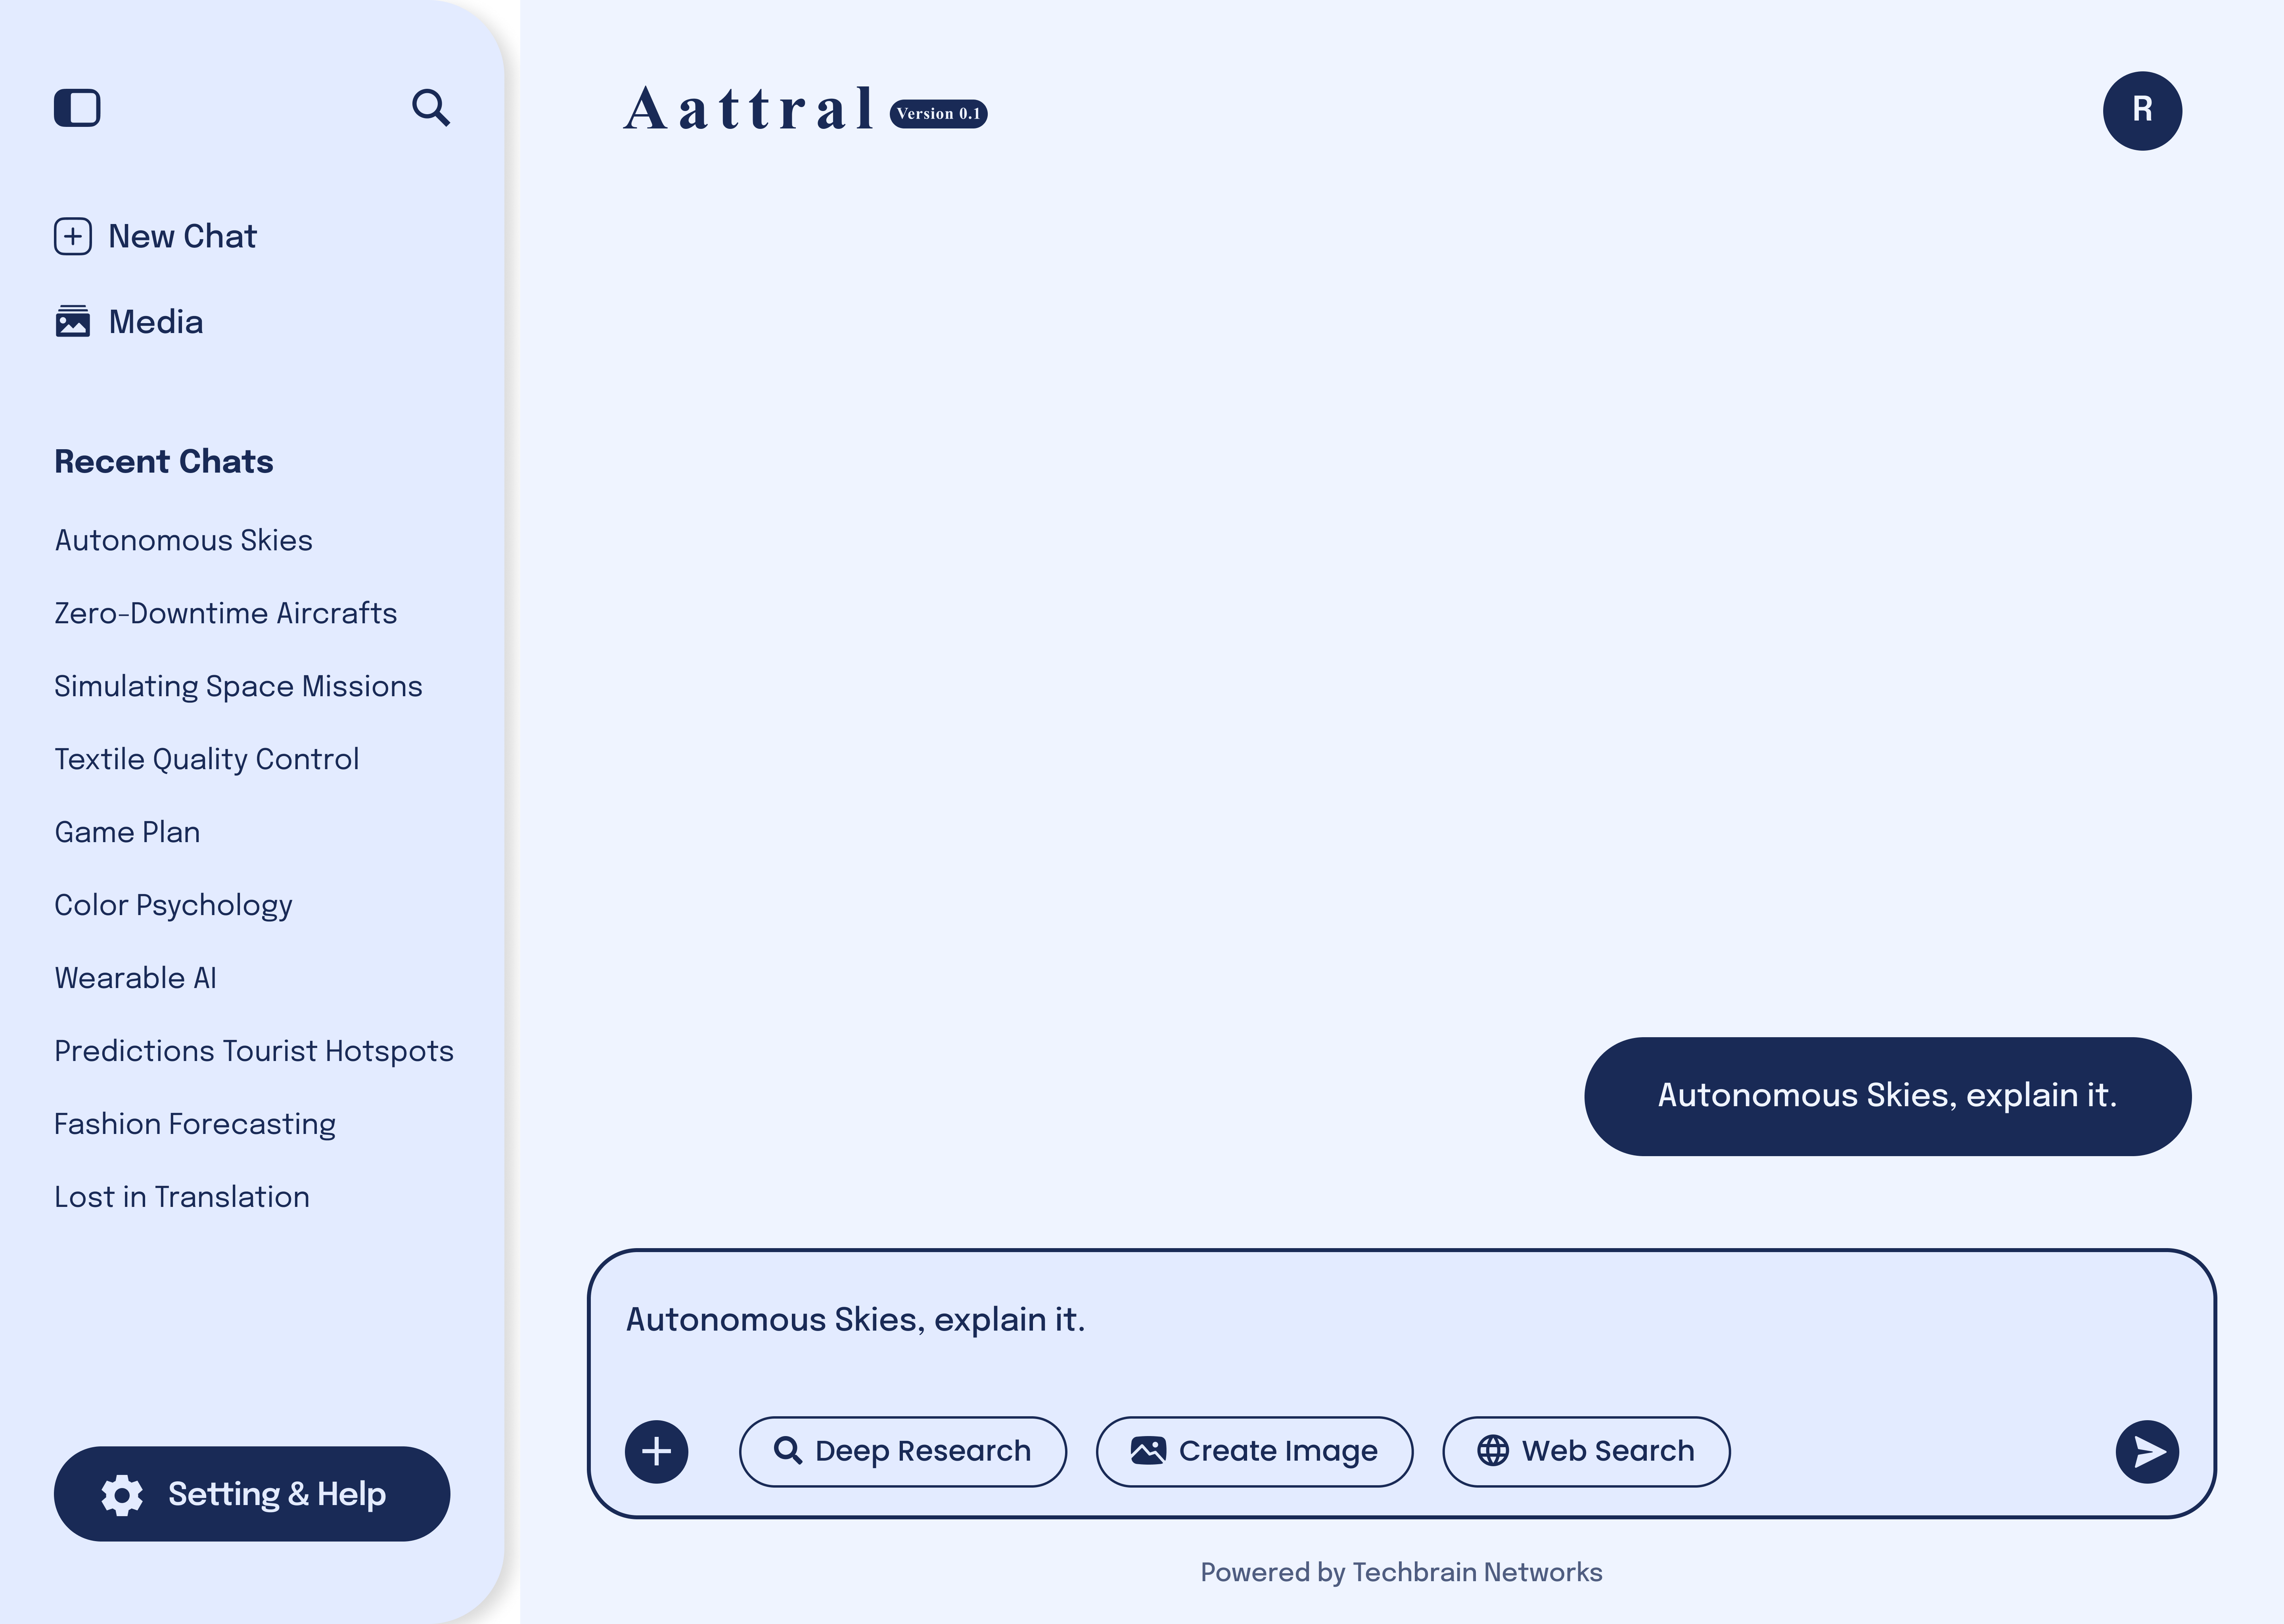 Aattral Version 0.1
R
New Chat
Media
Recent Chats
Autonomous Skies
Zero-Downtime Aircrafts
Simulating Space Missions
Textile Quality Control
Game Plan
Color Psychology
Wearable AI
Predictions Tourist Hotspots
Fashion Forecasting
Lost in Translation
Setting & Help
Autonomous Skies, explain it.
Autonomous Skies, explain it.
Deep Research
Create Image
Web Search
Powered by Techbrain Networks